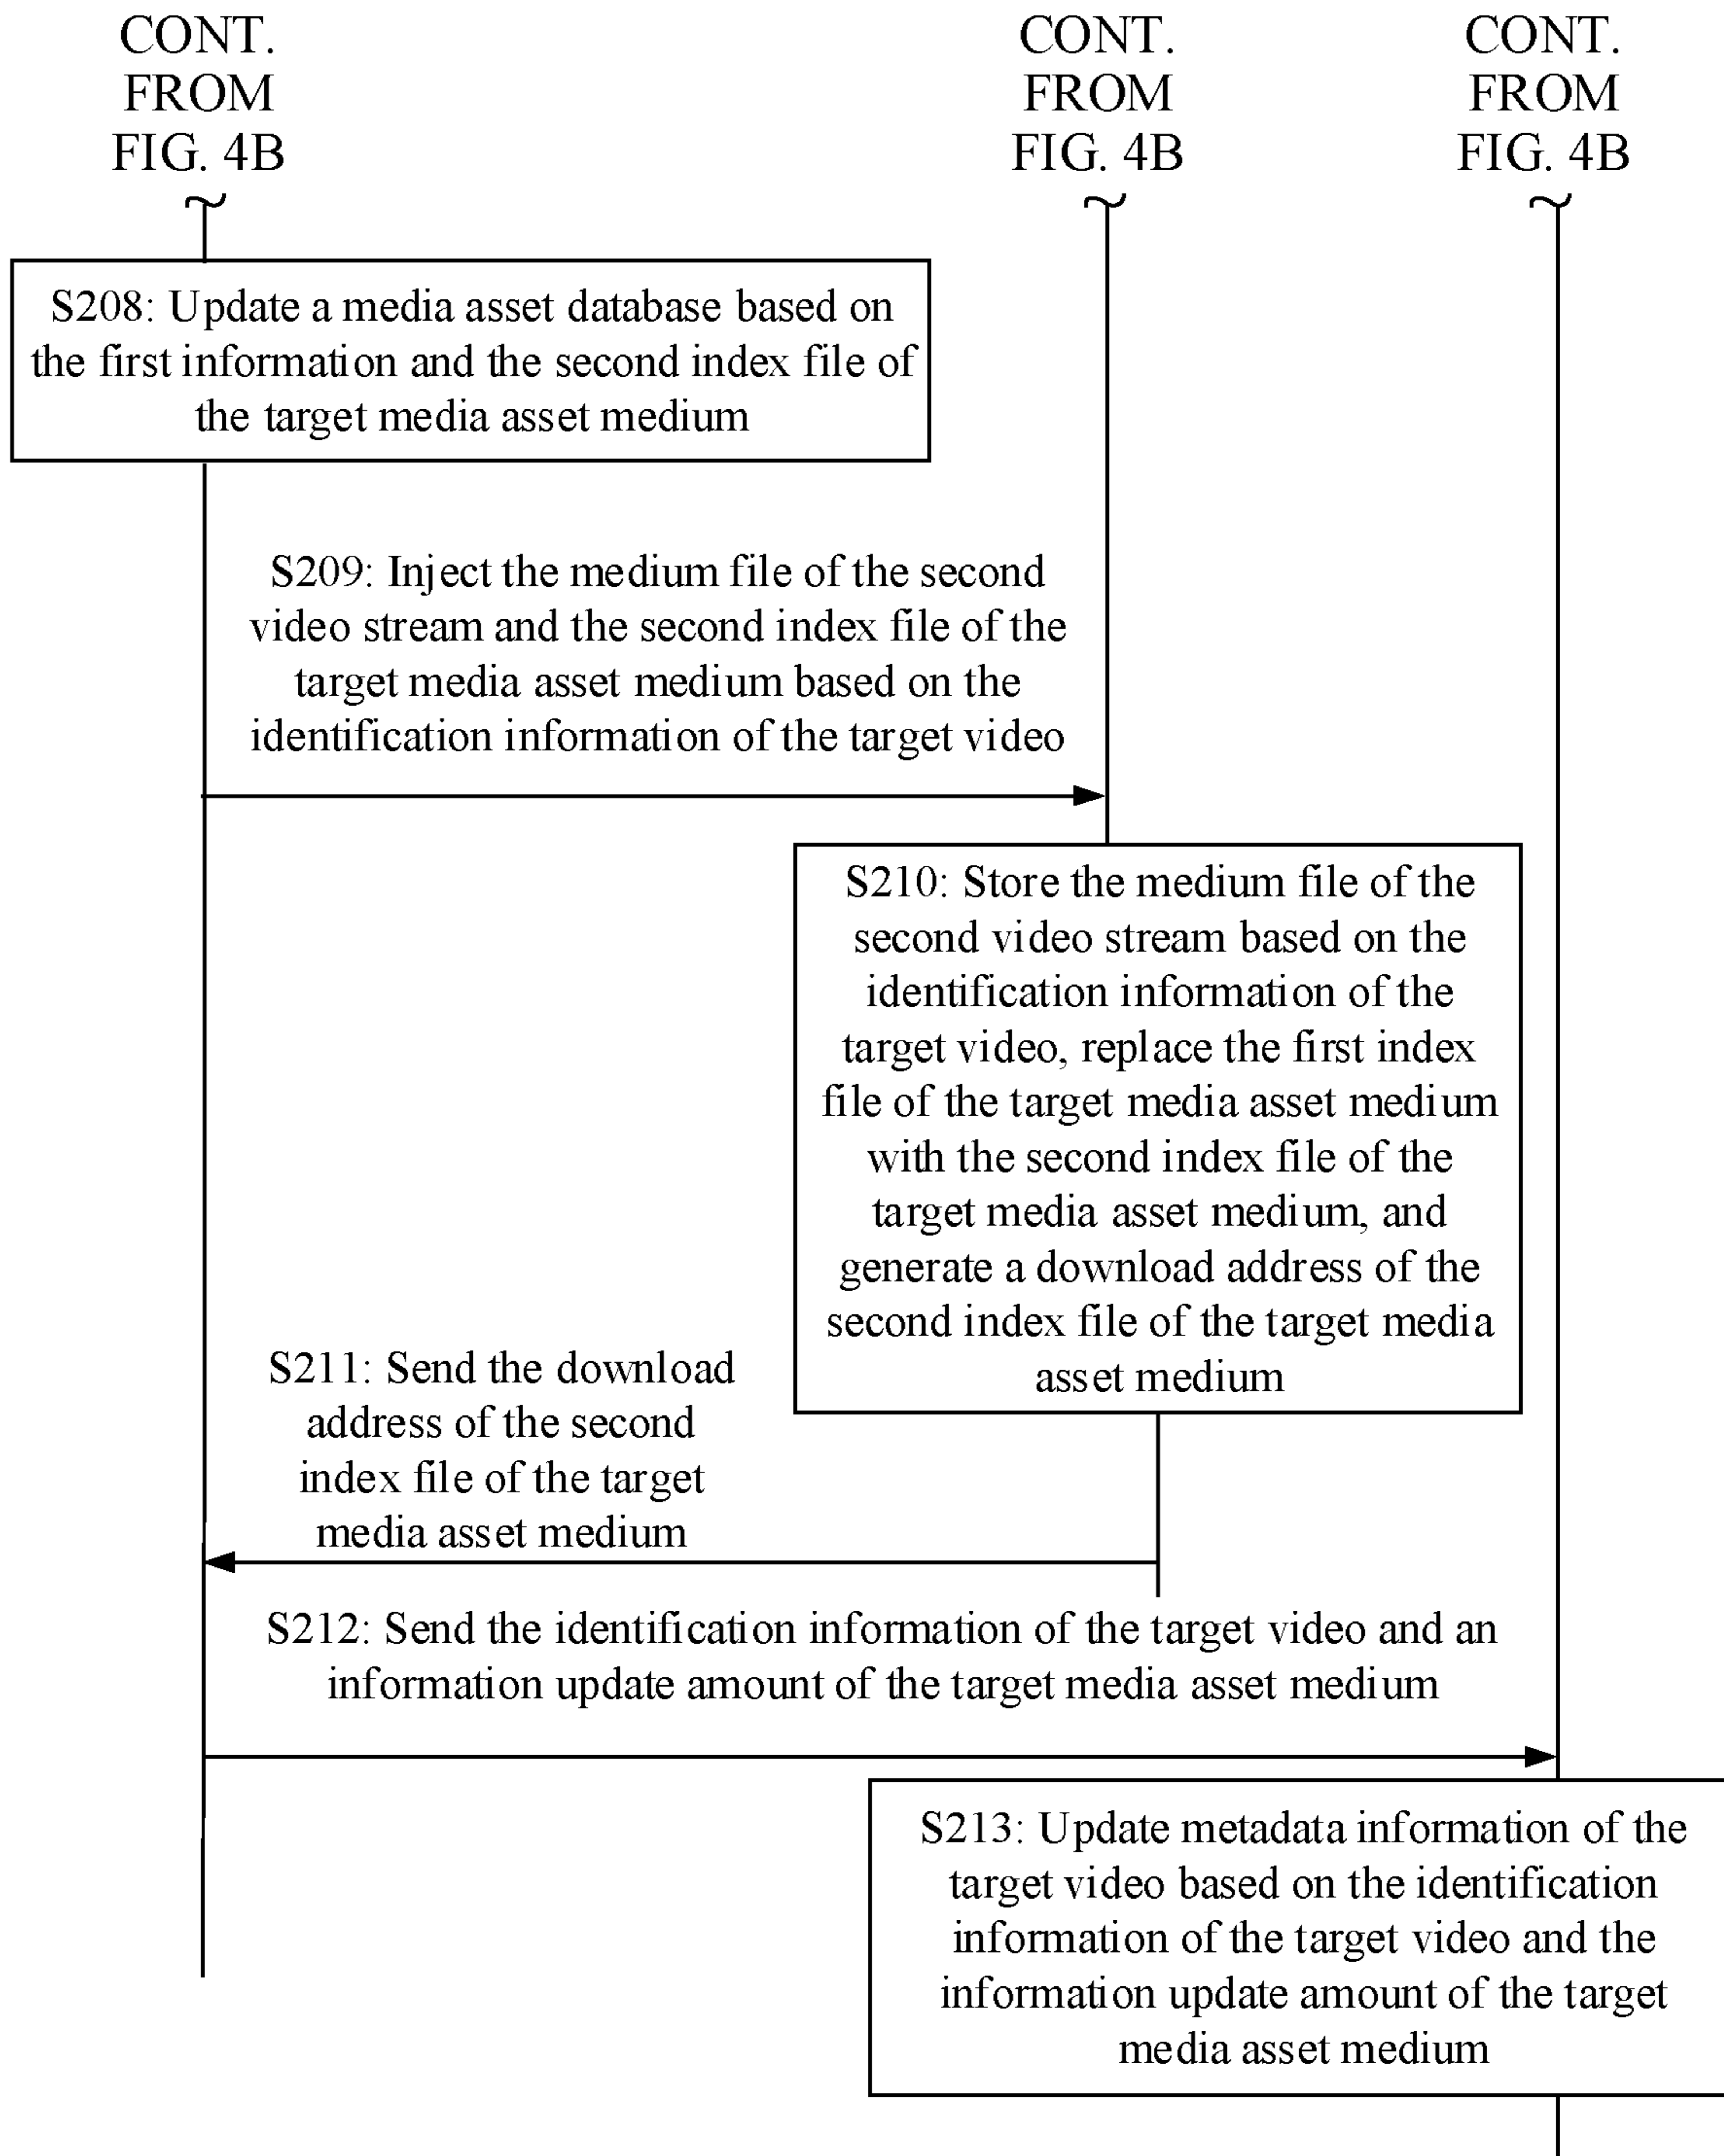 CONT.
FROM
FIG. 4B
CONT.
FROM
FIG. 4B
CONT.
FROM
FIG. 4B
S208: Update a media asset database based on
the first information and the second index file of
the target media asset medium
S209: Inject the medium file of the second
video stream and the second index file of the
target media asset medium based on the
identification information of the target video
S210: Store the medium file of the
second video stream based on the
identification information of the
target video, replace the first index
file of the target media asset medium
with the second index file of the
target media asset medium, and
generate a download address of the
second index file of the target media
asset medium
S211: Send the download
address of the second
index file of the target
media asset medium
S212: Send the identification information of the target video and an
information update amount of the target media asset medium
S213: Update metadata information of the
target video based on the identification
information of the target video and the
information update amount of the target
media asset medium